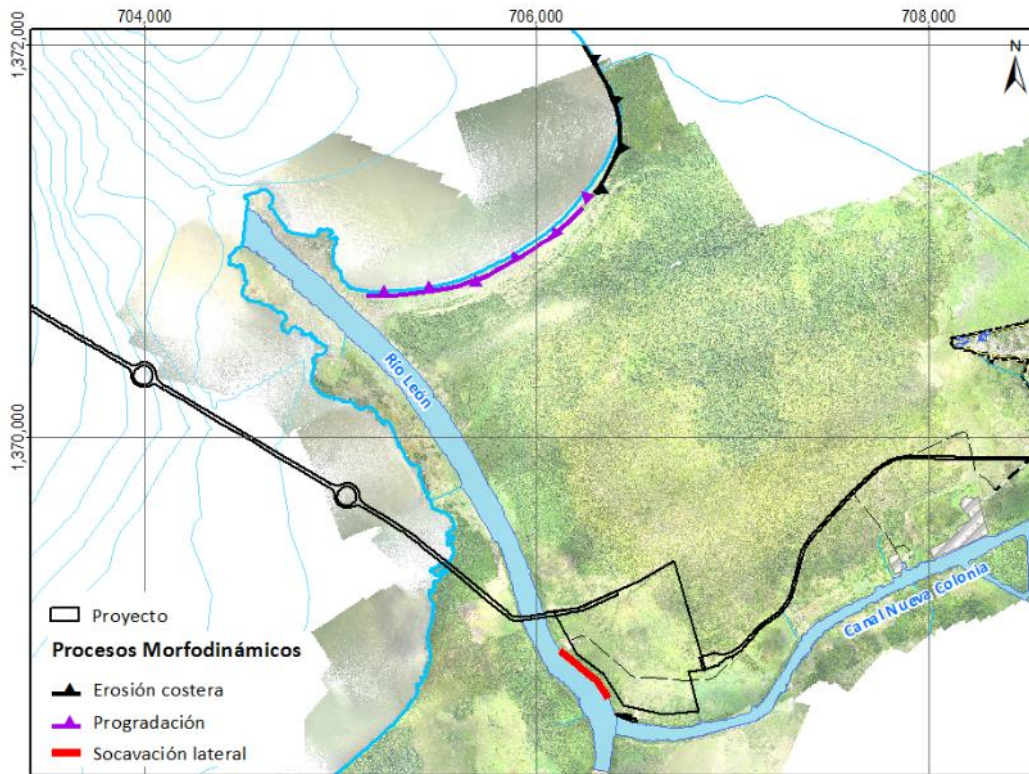 704,000
706,000
708,000
1,372,000
N
Río León
1,370,000
Canal Nueva Colonia
Proyecto
Procesos Morfodinámicos
Erosión costera
Progradación
Socavación lateral